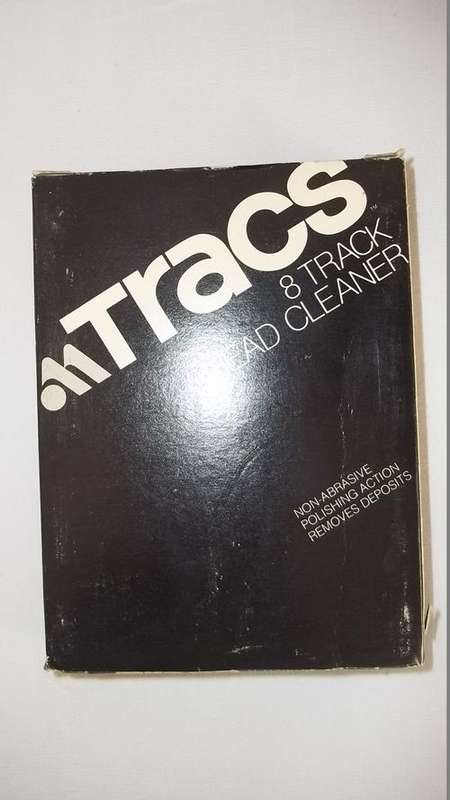 Tracs™
8 TRACK
AD CLEANER
NON-ABRASIVE
POLISHING ACTION
REMOVES DEPOSITS